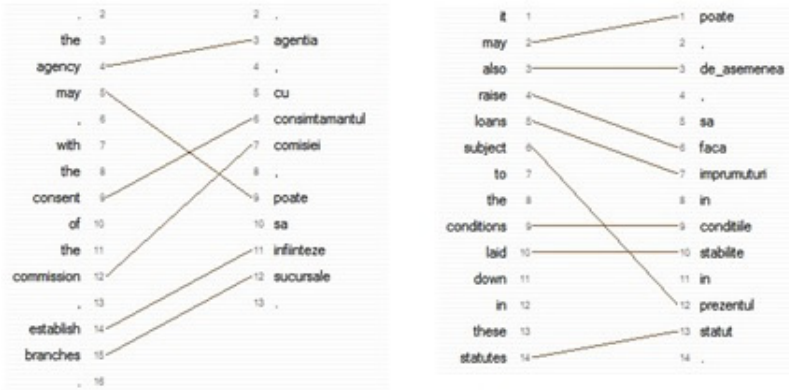 . 2 2 .
the 3 3 agentia
agency 4 4 ,
may 5 5 cu
, 6 6 consimtamantul
with 7 7 comisiei
the 8 8 ,
consent 9 9 poate
of 10 10 sa
the 11 11 infiinteze
commission 12 12 sucursale
, 13 13 .
establish 14
branches 15
. 16
it 1 1 poate
may 2 2 ,
also 3 3 de_asemenea
raise 4 4 ,
loans 5 5 sa
subject 6 6 faca
to 7 7 imprumuturi
the 8 8 in
conditions 9 9 conditiile
laid 10 10 stabilite
down 11 11 in
in 12 12 prezentul
these 13 13 statut
statutes 14 14 .